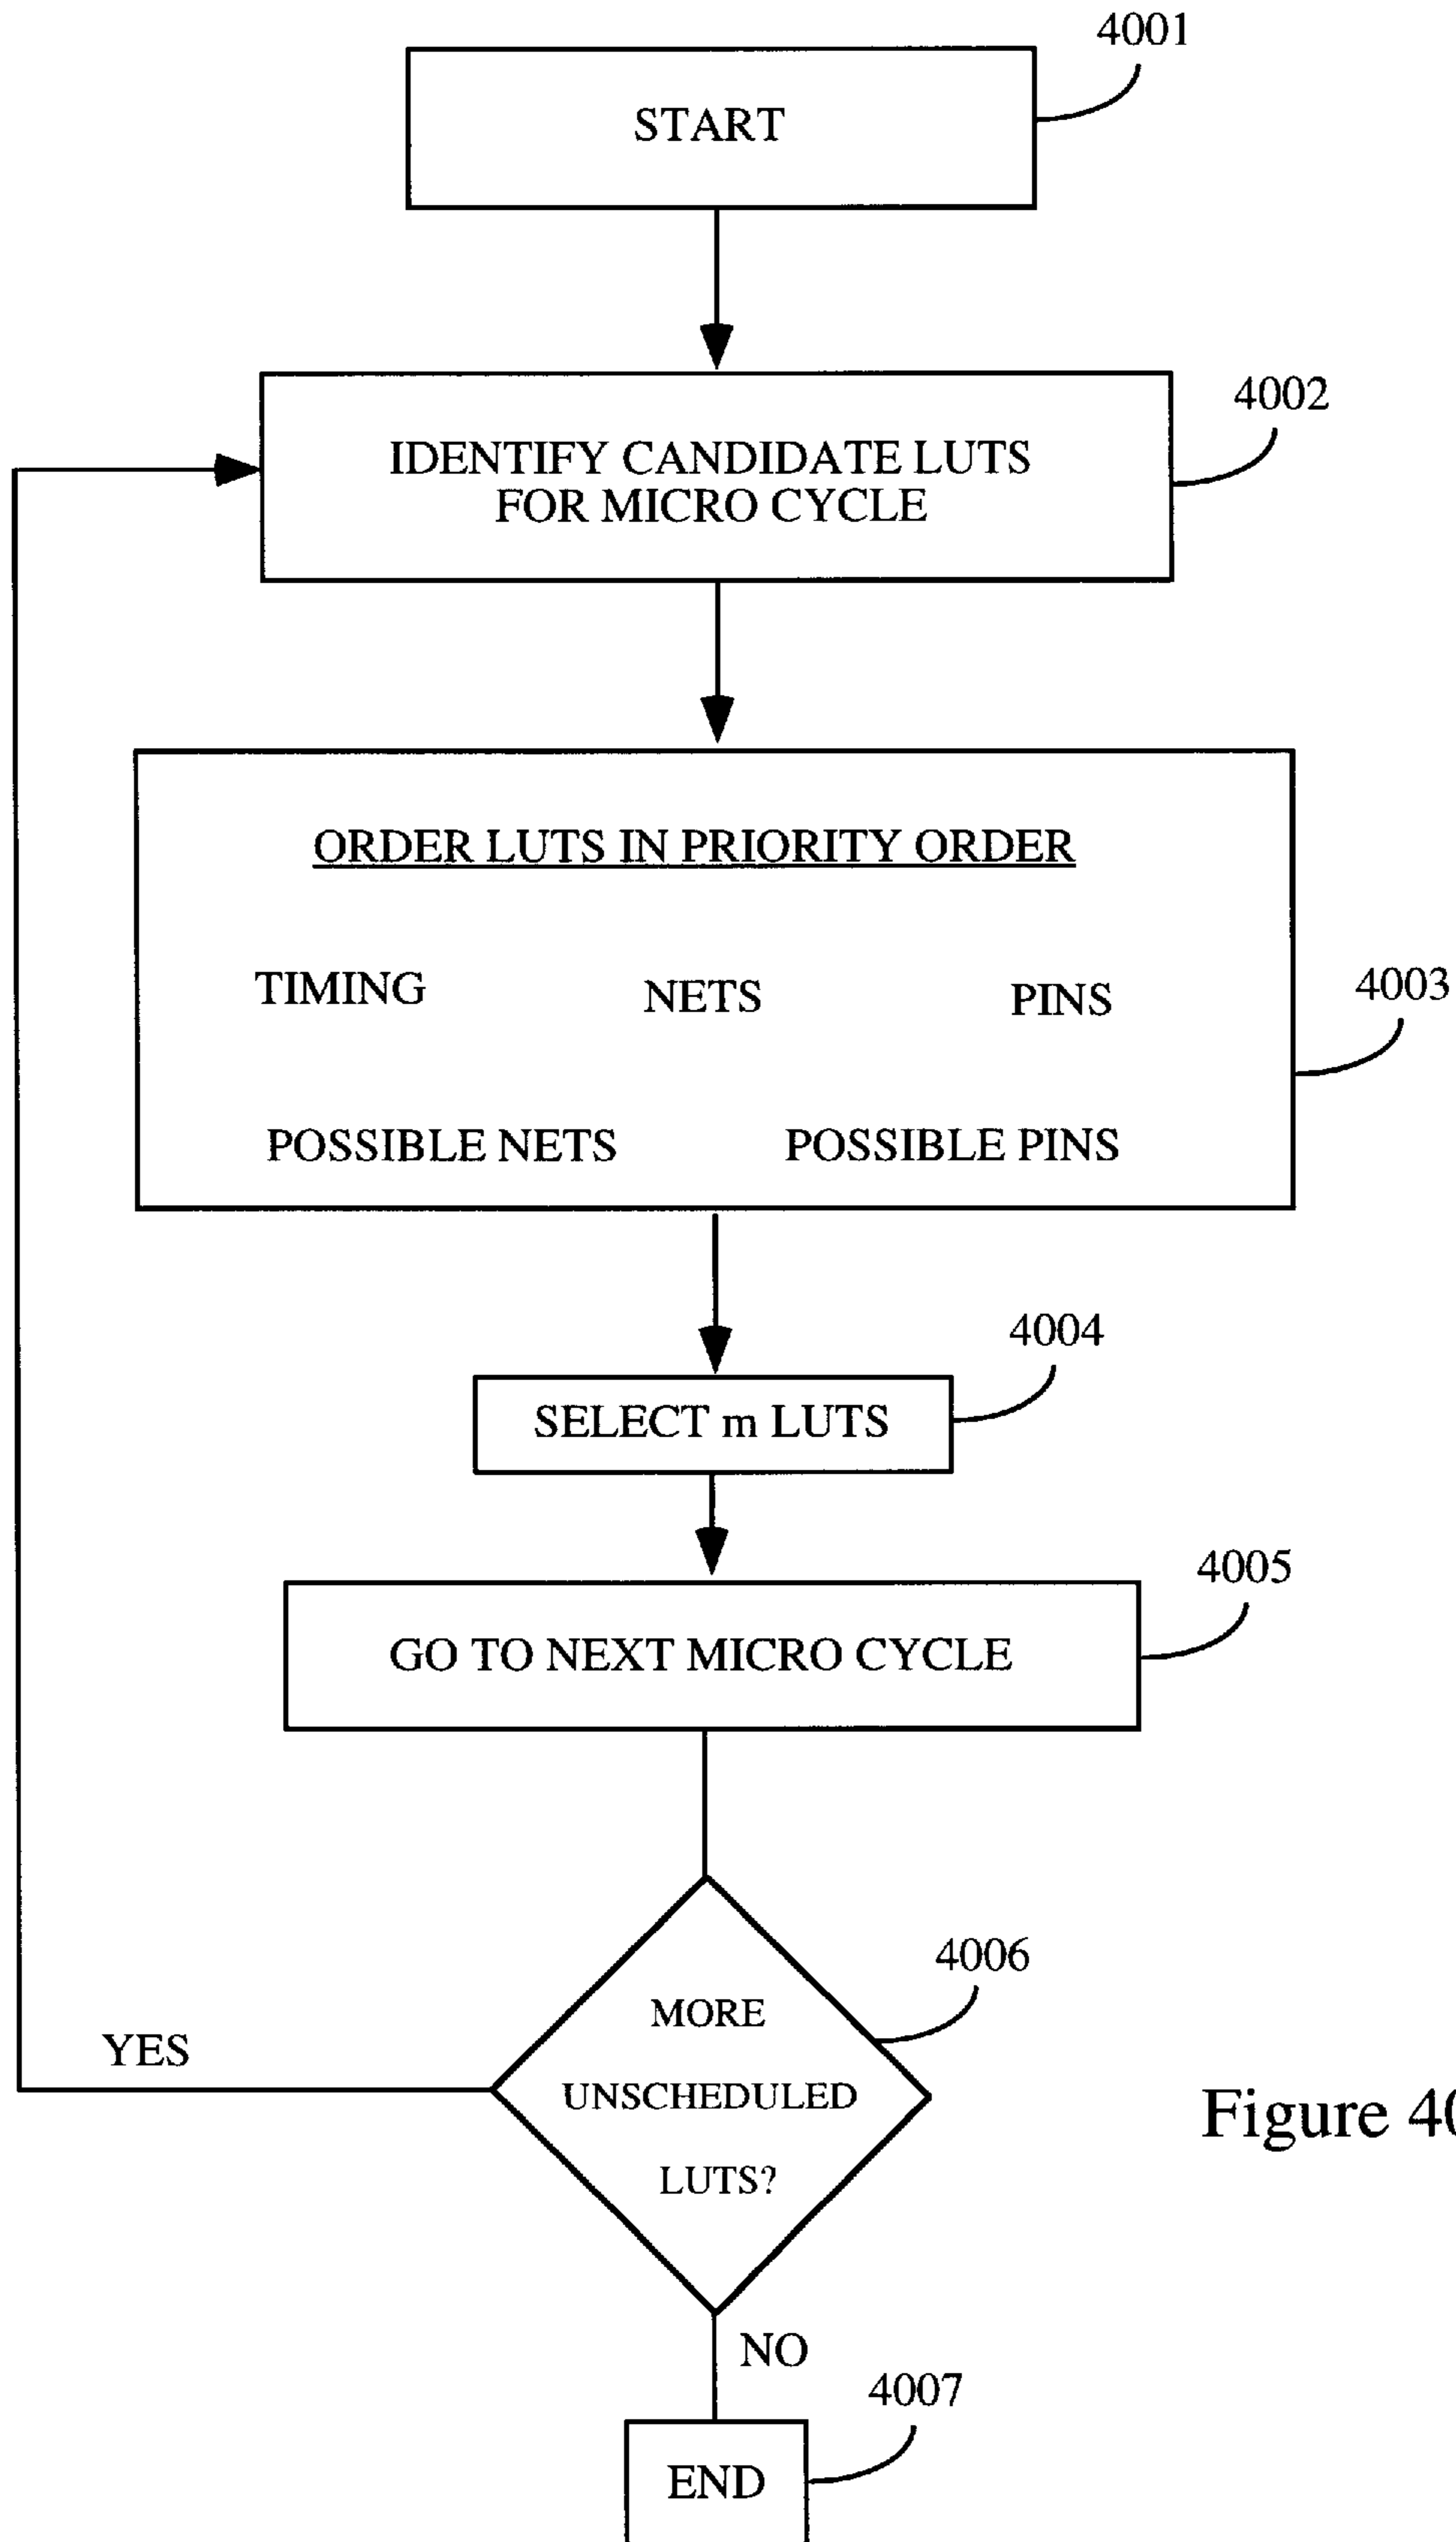 4001
START
4002
IDENTIFY CANDIDATE LUTS
FOR MICRO CYCLE
ORDER LUTS IN PRIORITY ORDER
TIMING NETS PINS
4003
POSSIBLE NETS POSSIBLE PINS
4004
SELECT m LUTS
4005
GO TO NEXT MICRO CYCLE
4006
MORE
YES
UNSCHEDULED
Figure 40
LUTS?
NO
4007
END